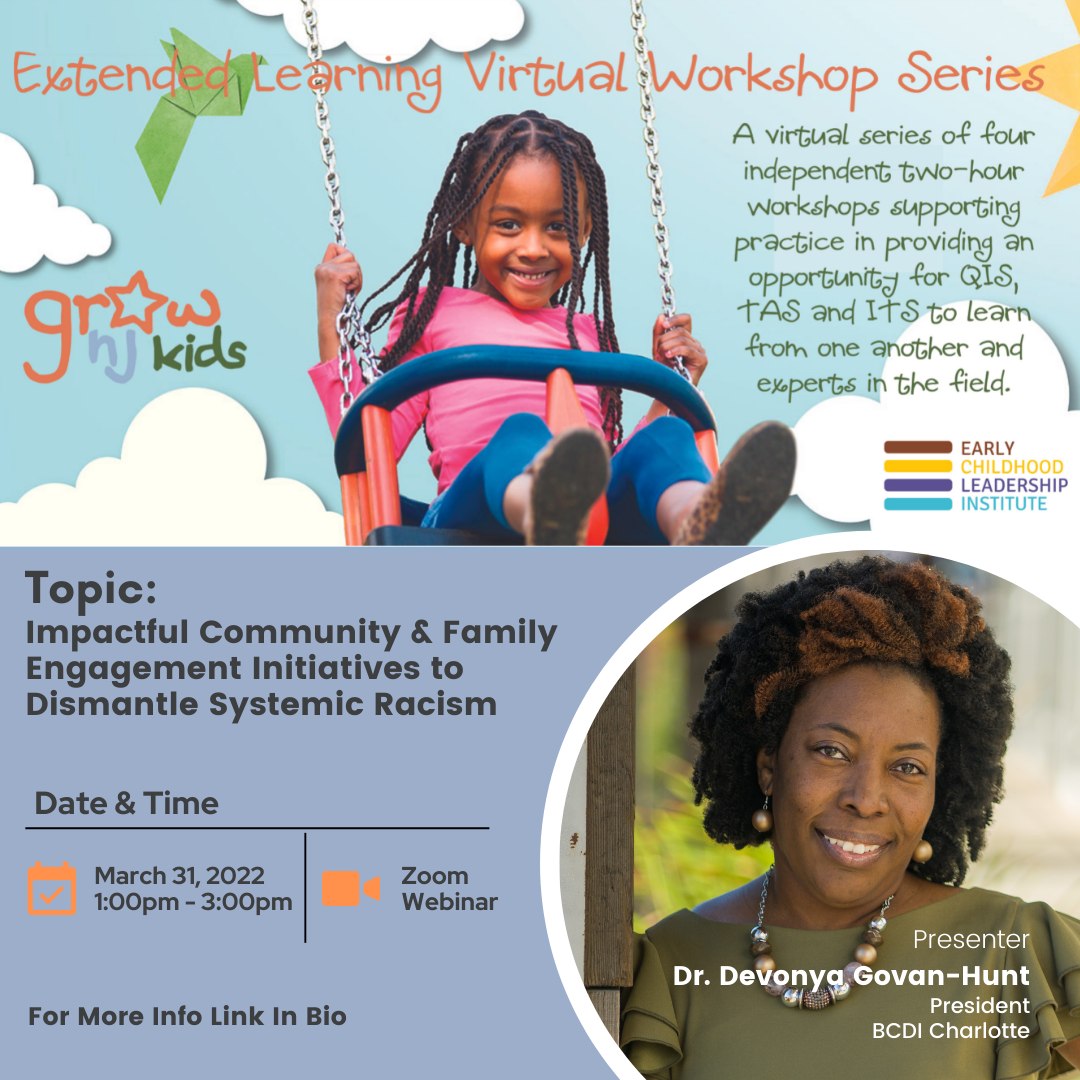 Extended Learning Virtual Workshop Series
A virtual series of four
independent two-hour
workshops supporting
practice in providing an
opportunity for QIS,
TAS and ITS to learn
from one another and
experts in the field.
grow
nj kids
EARLY
CHILDHOOD
LEADERSHIP
INSTITUTE
Topic:
Impactful Community & Family
Engagement Initiatives to
Dismantle Systemic Racism
Date & Time
March 31, 2022
1:00pm - 3:00pm
Zoom
Webinar
For More Info Link In Bio
Presenter
Dr. Devonya Govan-Hunt
President
BCDI Charlotte